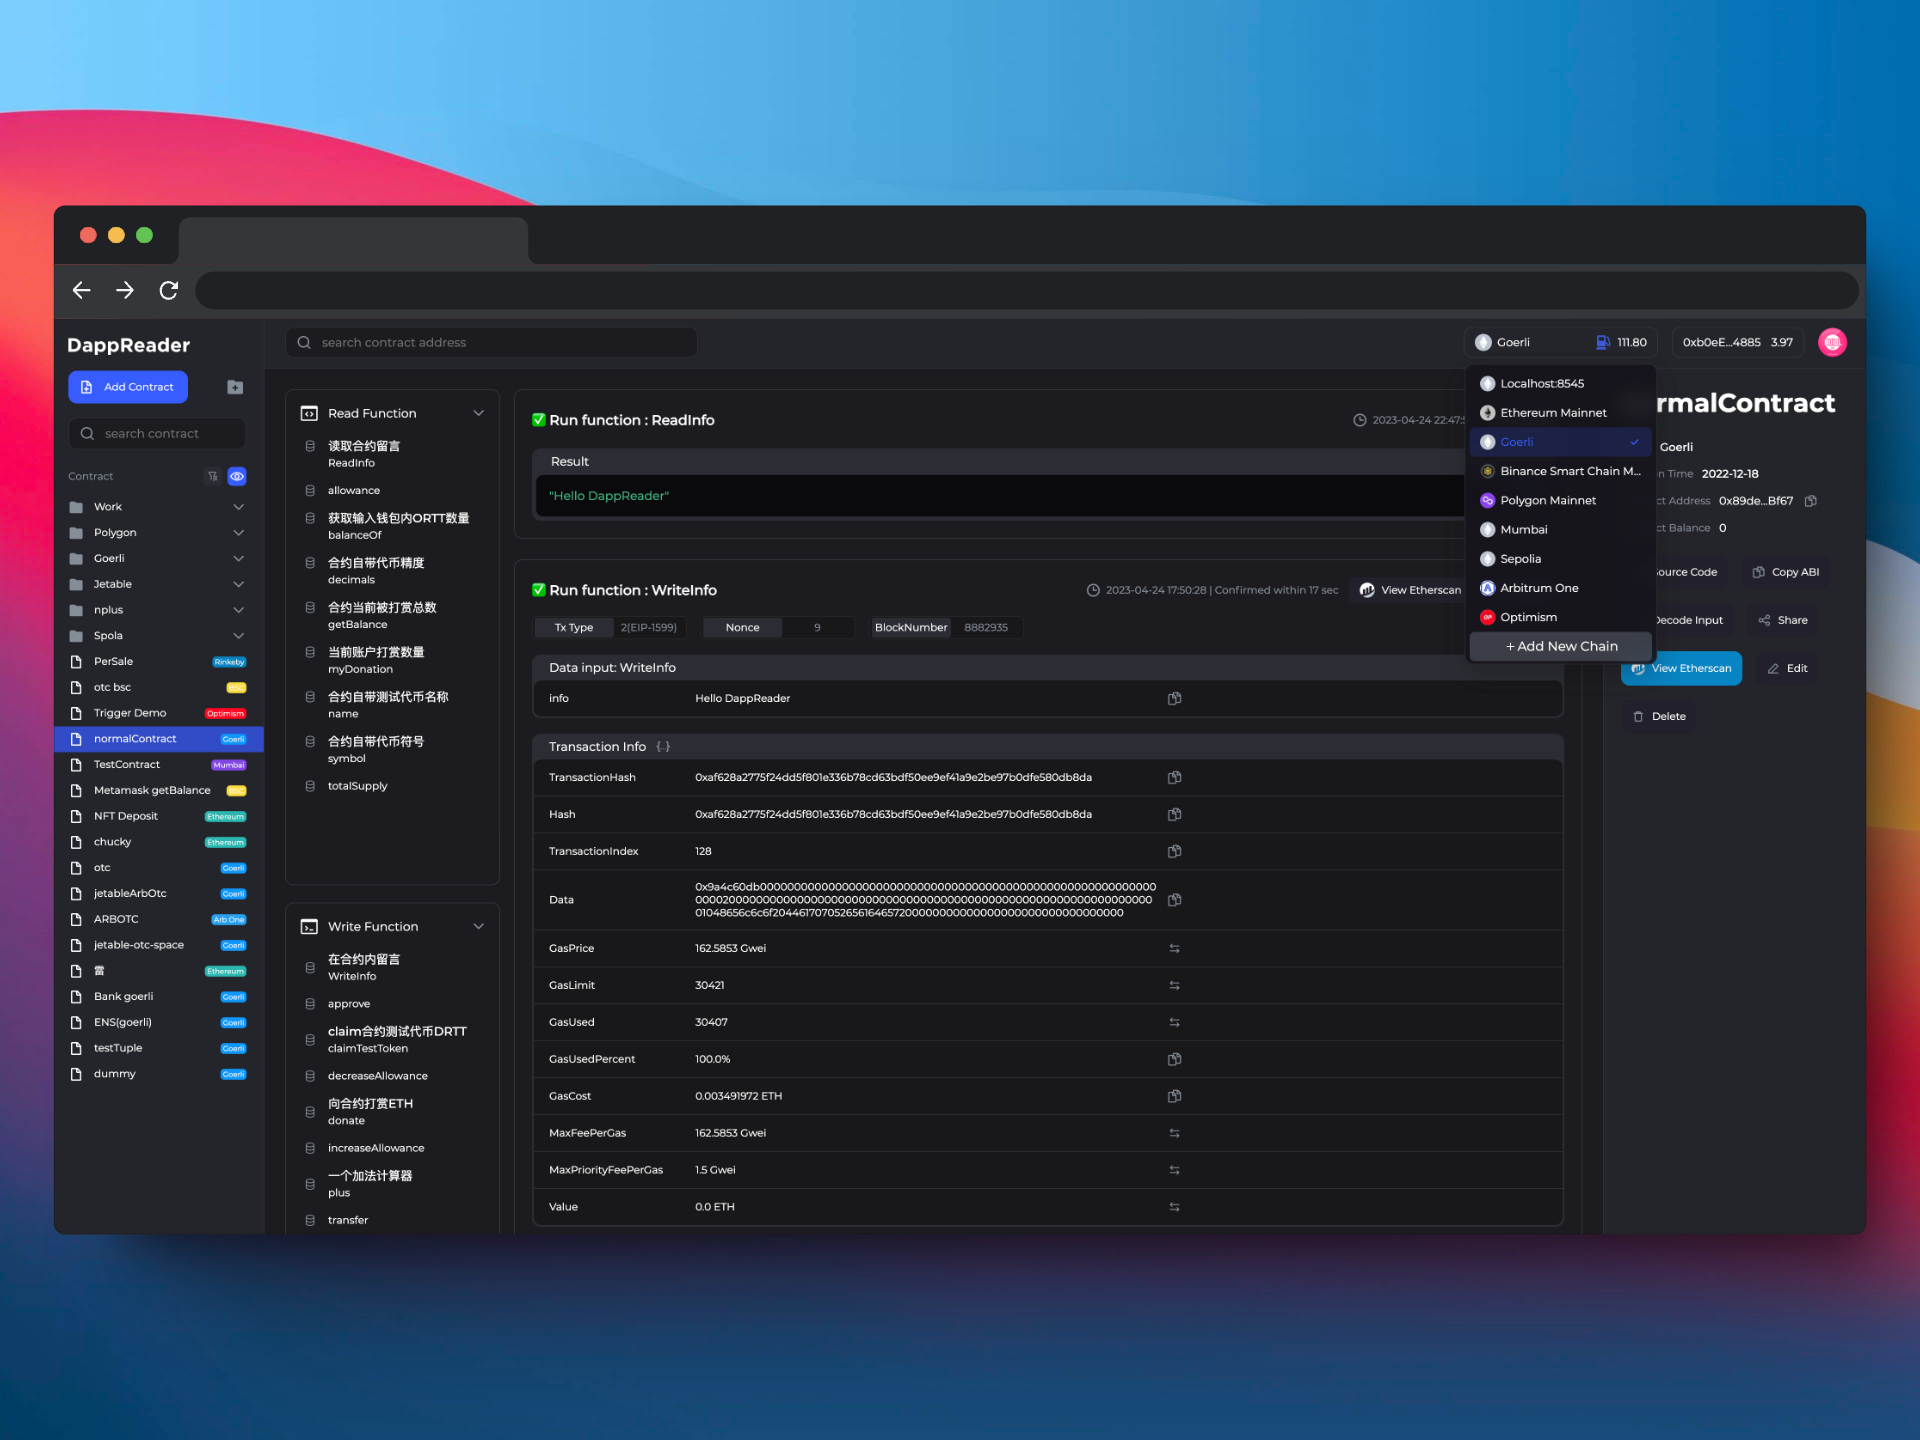 DappReader
search contract address
Goerli
111.80
0xb0eE...4885 3.97
Add Contract
search contract
Contract
Work
Polygon
Goerli
Jetable
nplus
Spola
PerSale Rinkeby
otc bsc BSC
Trigger Demo Optimism
normalContract Goerli
TestContract Mumbai
Metamask getBalance BSC
NFT Deposit Ethereum
chucky Ethereum
otc Goerli
jetableArbOtc Goerli
ARBOTC Arb One
jetable-otc-space Goerli
雷 Ethereum
Bank goerli Goerli
ENS(goerli) Goerli
testTuple Goerli
dummy Goerli
Read Function
读取合约留言
ReadInfo
allowance
获取输入钱包内ORTT数量
balanceOf
合约自带代币精度
decimals
合约当前被打赏总数
getBalance
当前账户打赏数量
myDonation
合约自带测试代币名称
name
合约自带代币符号
symbol
totalSupply
Write Function
在合约内留言
WriteInfo
approve
claim合约测试代币DRTT
claimTestToken
decreaseAllowance
向合约打赏ETH
donate
increaseAllowance
一个加法计算器
plus
transfer
Run function : ReadInfo
2023-04-24 22:47:
Result
"Hello DappReader"
Run function : WriteInfo
2023-04-24 17:50:28 | Confirmed within 17 sec
View Etherscan
Tx Type 2(EIP-1599)
Nonce 9
BlockNumber 8882935
Data input: WriteInfo
info Hello DappReader
Transaction Info {..}
TransactionHash 0xaf628a2775f24dd5f801e336b78cd63bdf50ee9ef41a9e2be97b0dfe580db8da
Hash 0xaf628a2775f24dd5f801e336b78cd63bdf50ee9ef41a9e2be97b0dfe580db8da
TransactionIndex 128
Data
GasPrice 162.5853 Gwei
GasLimit 30421
GasUsed 30407
GasUsedPercent 100.0%
GasCost 0.003491972 ETH
MaxFeePerGas 162.5853 Gwei
MaxPriorityFeePerGas 1.5 Gwei
Value 0.0 ETH
Localhost:8545
Ethereum Mainnet
Goerli
Binance Smart Chain M...
Polygon Mainnet
Mumbai
Sepolia
Arbitrum One
Optimism
+ Add New Chain
rmalContract
Goerli
n Time 2022-12-18
ct Address 0x89de...Bf67
ct Balance 0
ource Code
Copy ABI
Decode Input
Share
View Etherscan
Edit
Delete